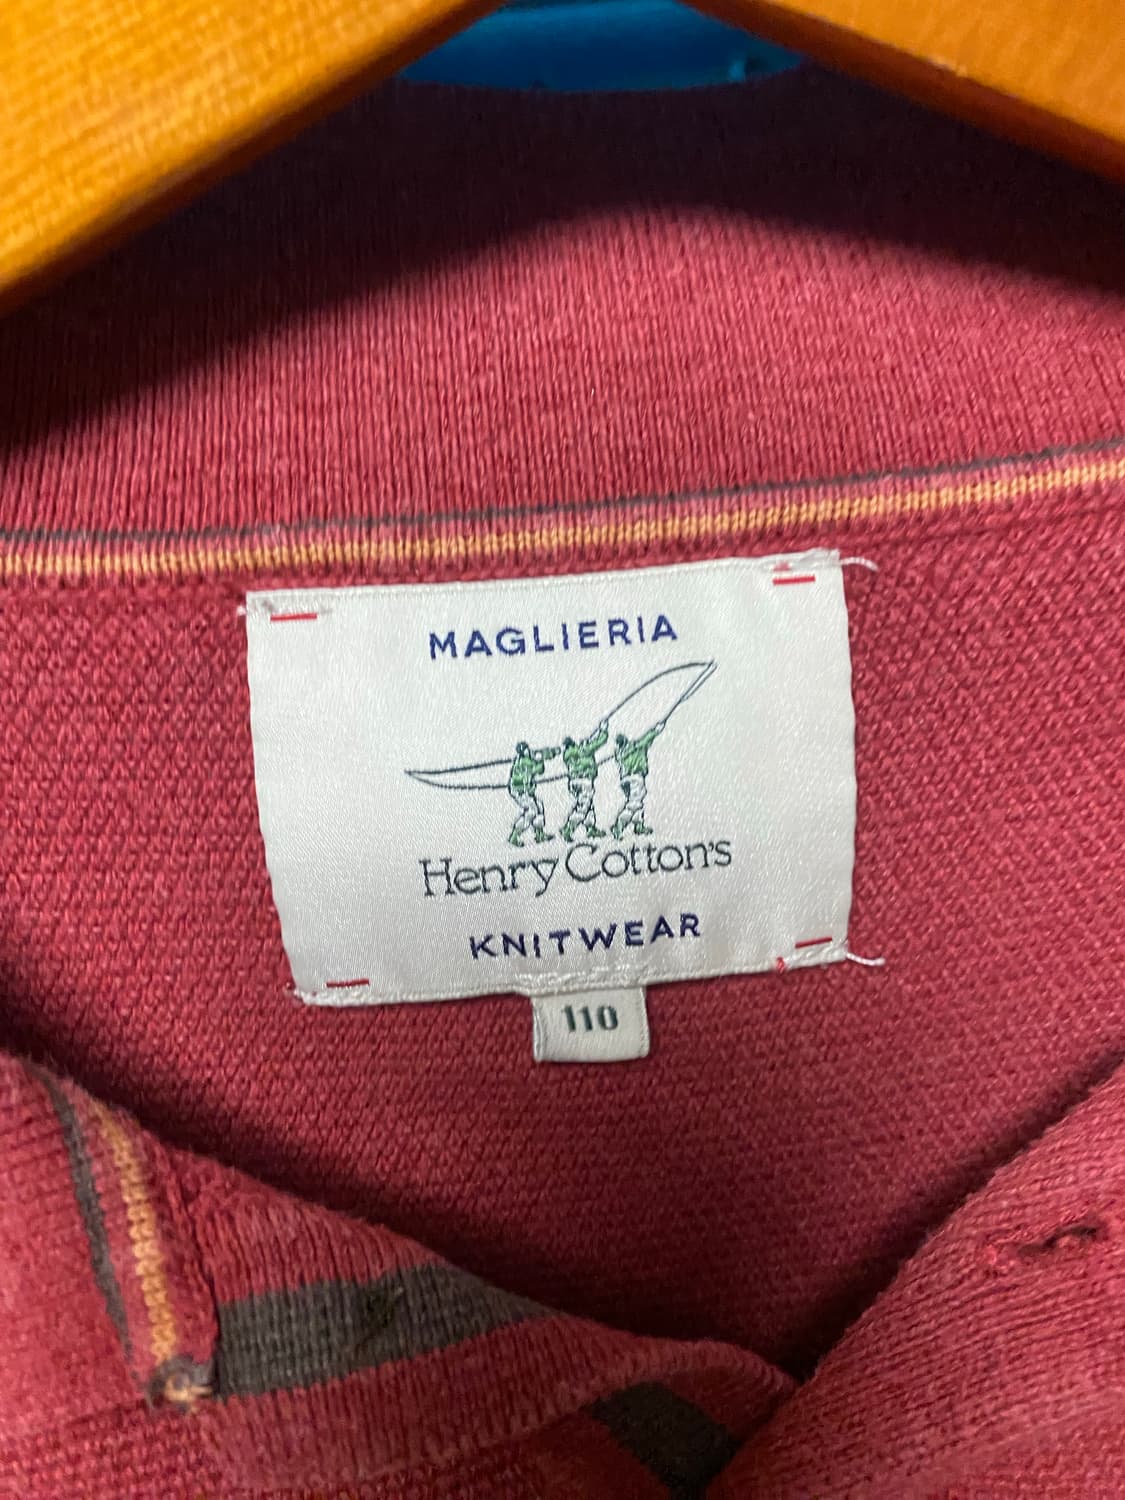 MAGLIERIA
Henry Cotton's
KNITWEAR
110